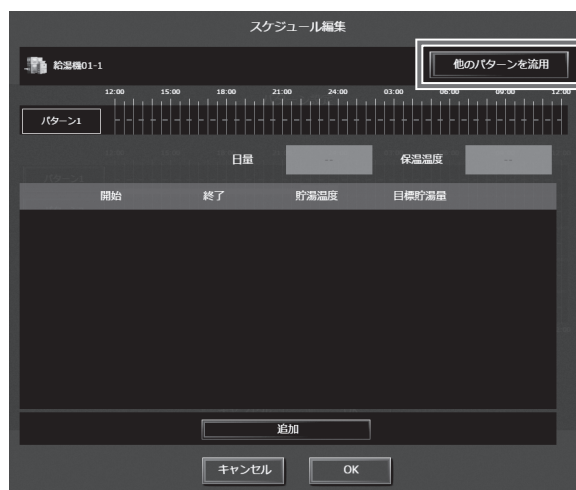 スケジュール編集
給湯機01-1 他のパターンを流用
12:00 15:00 18:00 21:00 24:00 03:00 06:00 09:00 12:00
パターン1
日量 -- 保温温度 --
開始 終了 貯湯温度 目標貯湯量
追加
キャンセル OK